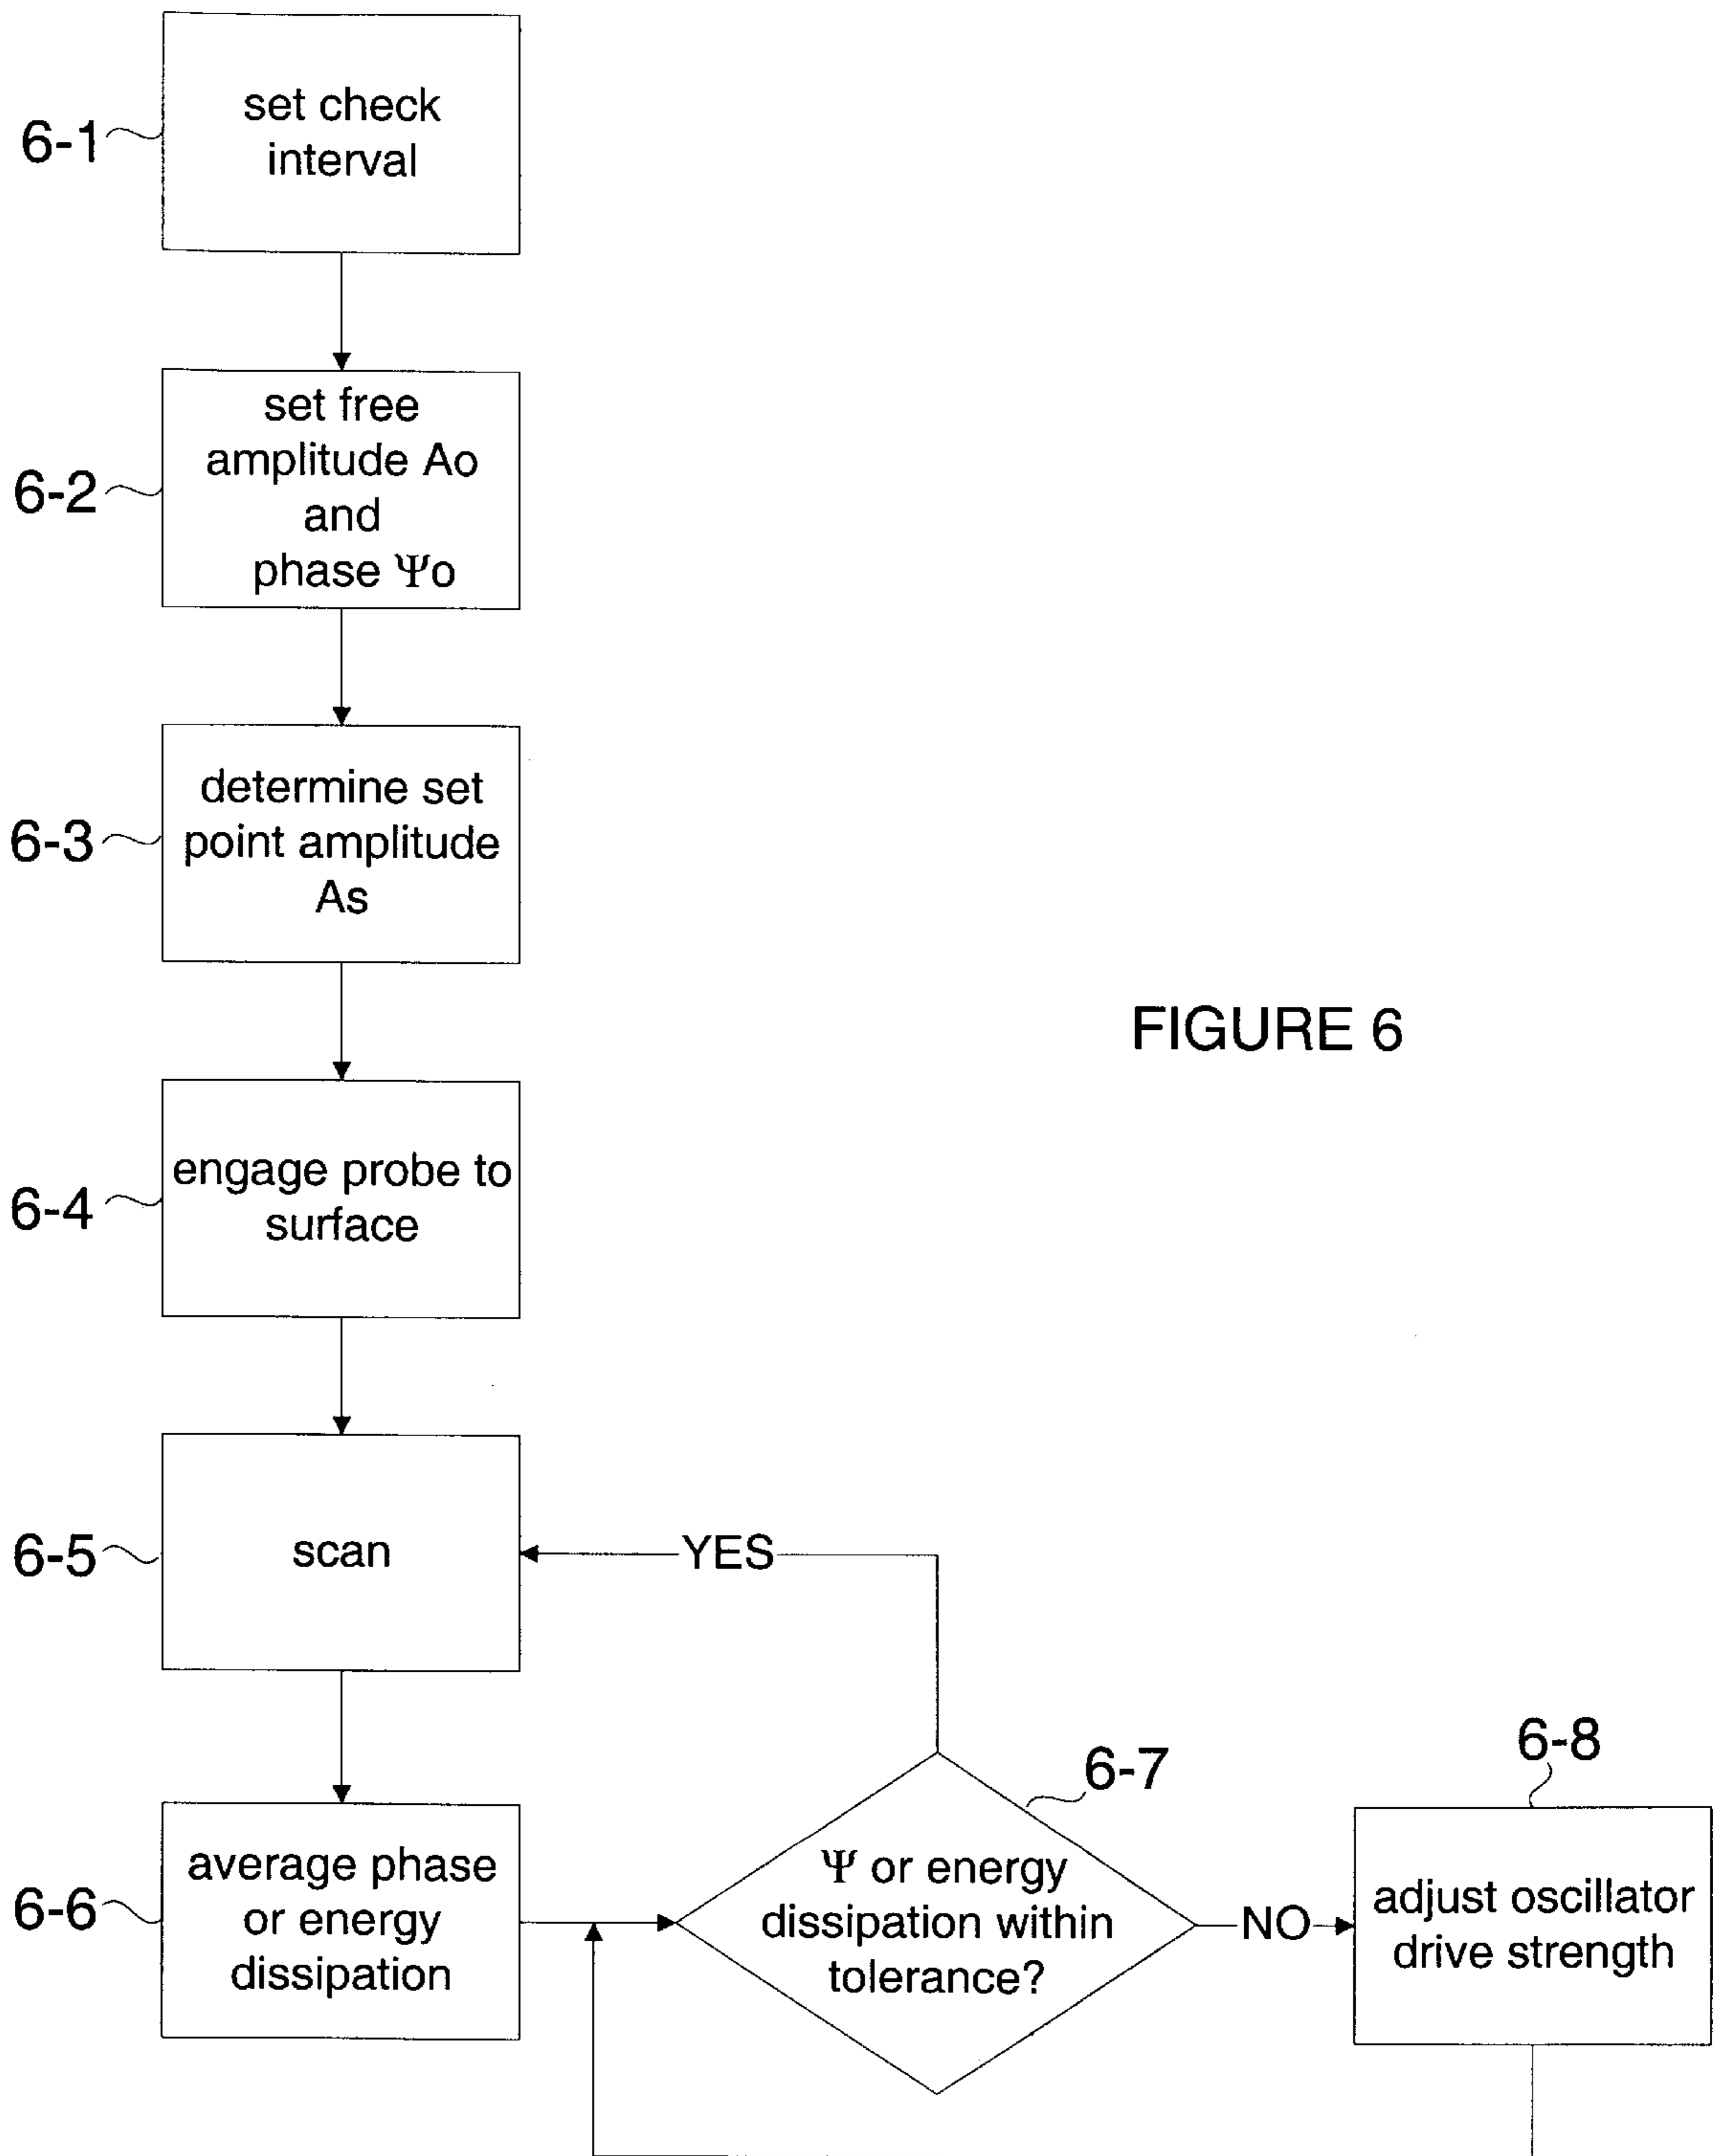 6-1
set check
interval
6-2
set free
amplitude Ao
and
phase Ψo
6-3
determine set
point amplitude
As
FIGURE 6
6-4
engage probe to
surface
6-5
scan
YES
6-6
average phase
or energy
dissipation
6-7
Ψ or energy
dissipation within
tolerance?
NO
6-8
adjust oscillator
drive strength